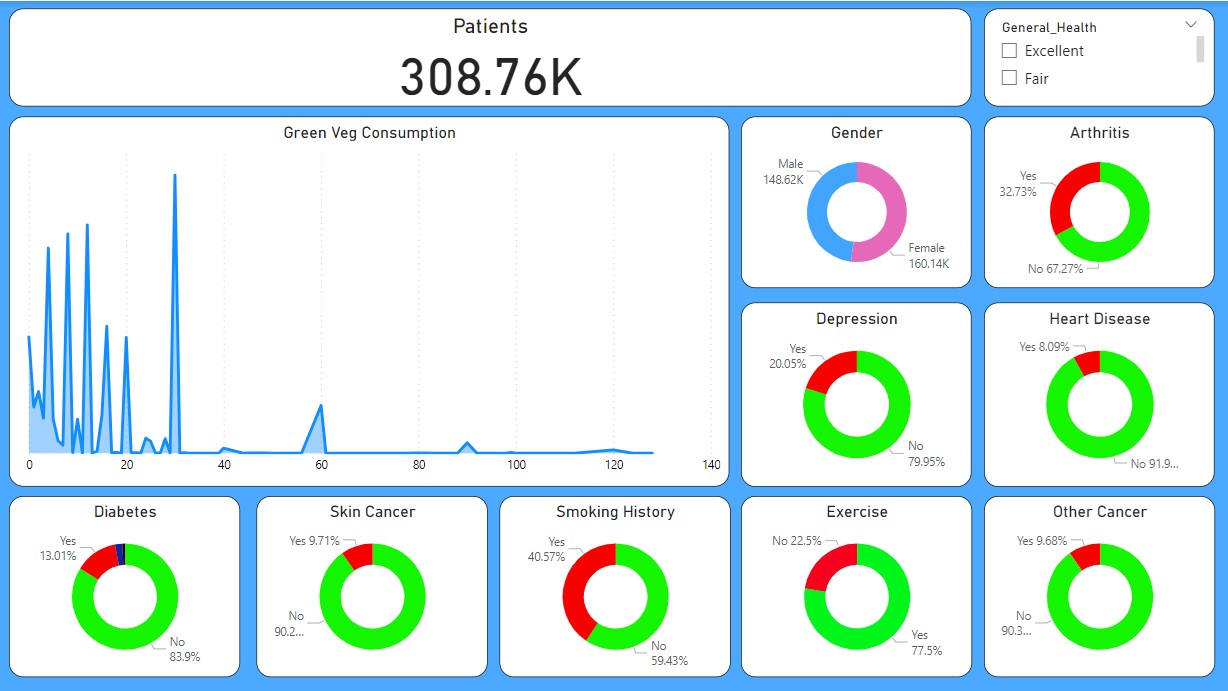 Patients
308.76K
General_Health
Excellent
Fair
Green Veg Consumption
0 20 40 60 80 100 120 140
Gender
Male
148.62K
Female
160.14K
Arthritis
Yes
32.73%
No 67.27%
Depression
Yes
20.05%
No
79.95%
Heart Disease
Yes 8.09%
No 91.9...
Diabetes
Yes
13.01%
No
83.9%
Skin Cancer
Yes 9.71%
No
90.2...
Smoking History
Yes
40.57%
No
59.43%
Exercise
No 22.5%
Yes
77.5%
Other Cancer
Yes 9.68%
No
90.3...